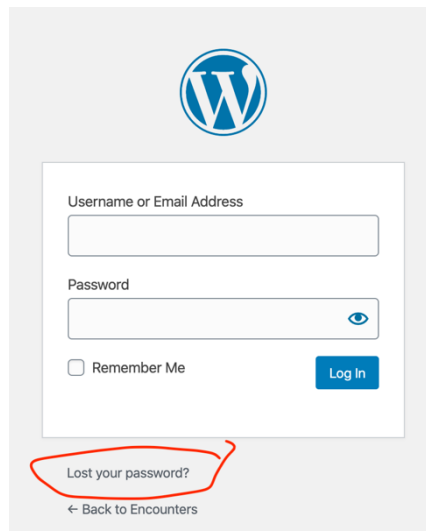 Username or Email Address
Password
Remember Me
Log In
Lost your password?
← Back to Encounters